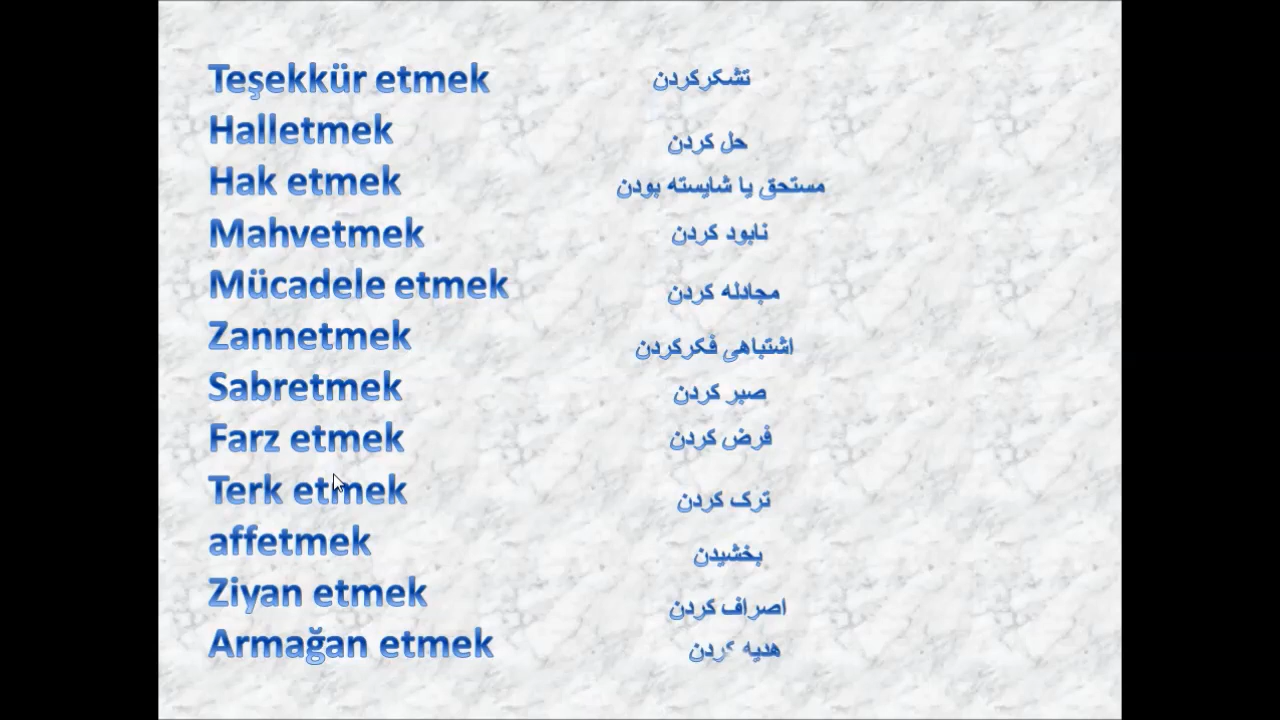 Teşekkür etmek تشکرکردن
Halletmek حل کردن
Hak etmek مستحق یا شایسته بودن
Mahvetmek نابود کردن
Mücadele etmek مجادله کردن
Zannetmek اشتباهی فکرکردن
Sabretmek صبر کردن
Farz etmek فرض کردن
Terk etmek ترک کردن
affetmek بخشیدن
Ziyan etmek اصراف کردن
Armağan etmek هدیه کردن